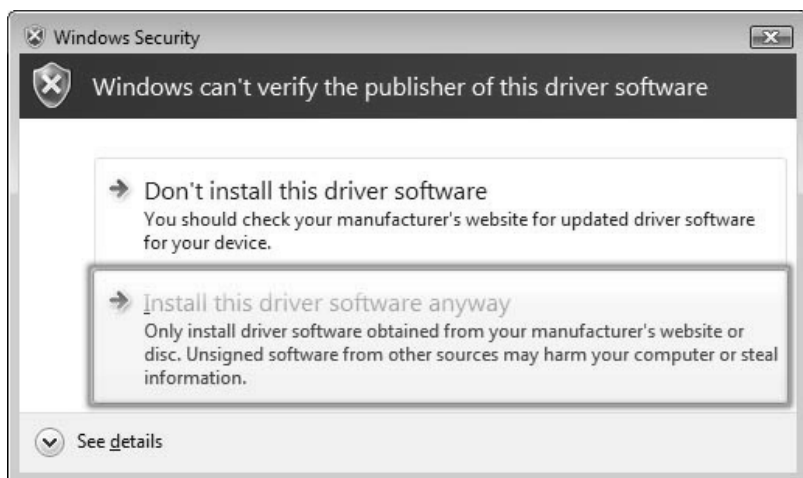 Windows Security
Windows can't verify the publisher of this driver software
Don't install this driver software
You should check your manufacturer's website for updated driver software
for your device.
Install this driver software anyway
Only install driver software obtained from your manufacturer's website or
disc. Unsigned software from other sources may harm your computer or steal
information.
See details